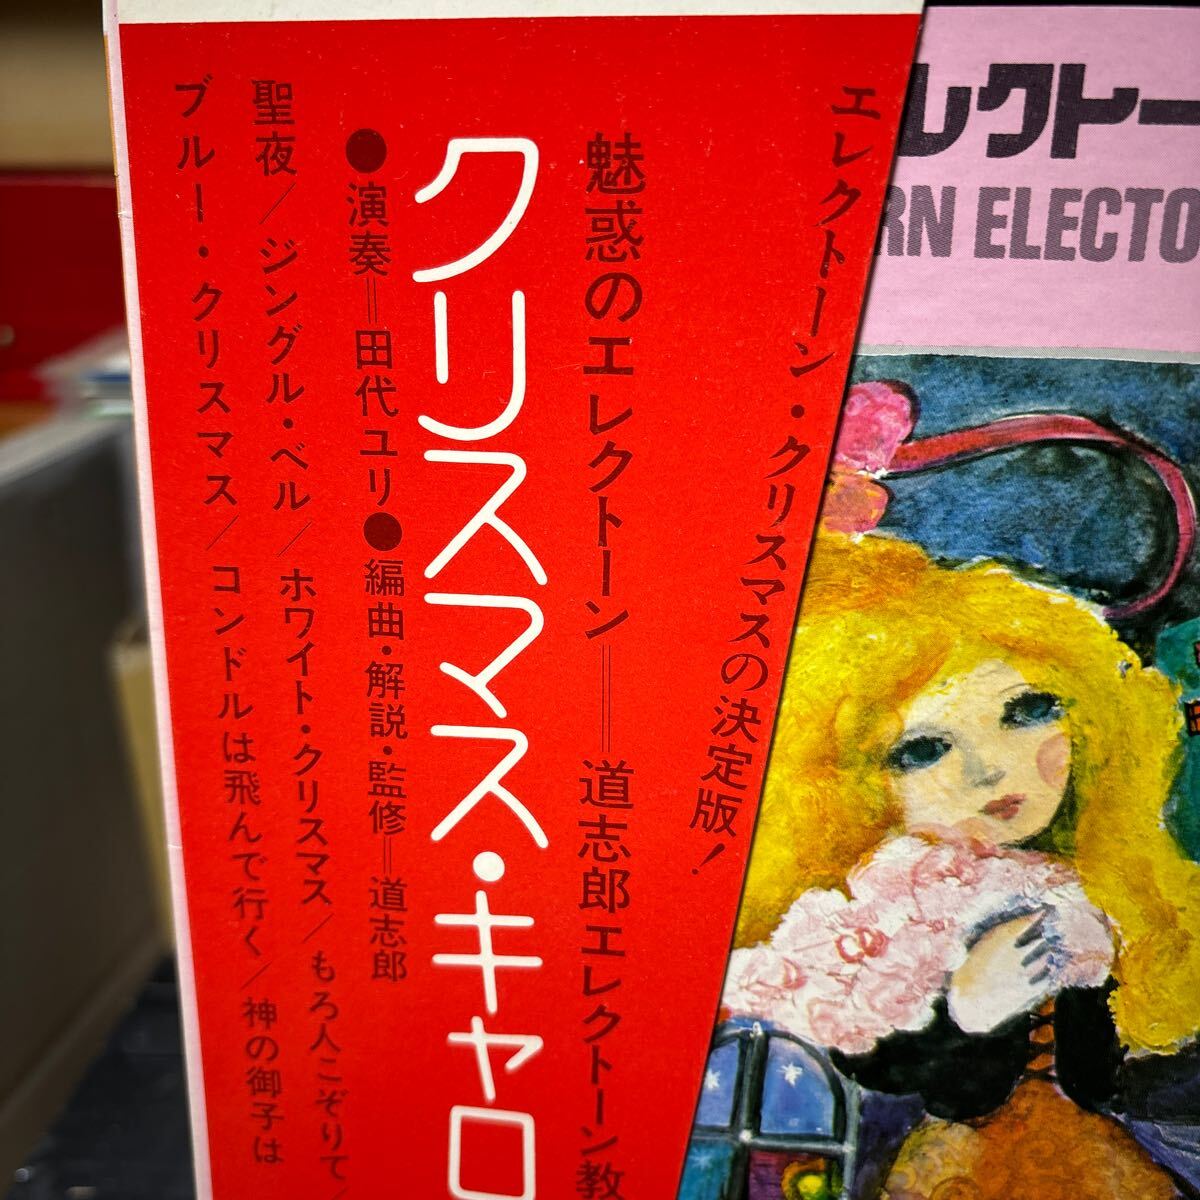 エレクトーン・クリスマスの決定版!
魅惑のエレクトーン=道志郎エレクトーン教
クリスマス・キャロ
●演奏=田代ユリ●編曲・解説・監修=道志郎
聖夜/ジングル・ベル/ホワイト・クリスマス/もろ人こぞりて/
ブルー・クリスマス/コンドルは飛んで行く/神の御子は
レクトー
RN ELECTO